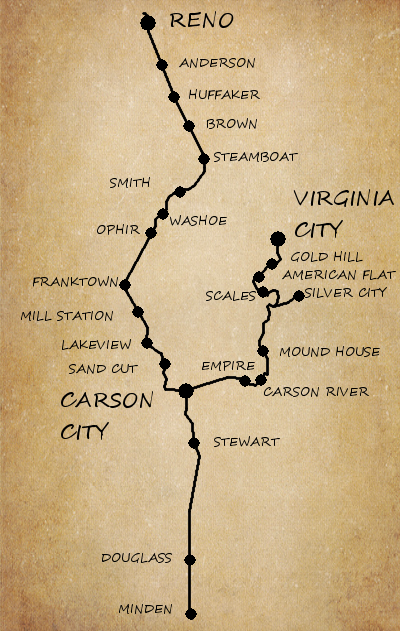 RENO
ANDERSON
HUFFAKER
BROWN
STEAMBOAT
SMITH
WASHOE
OPHIR
VIRGINIA
CITY
GOLD HILL
AMERICAN FLAT
SCALES
SILVER CITY
FRANKTOWN
MILL STATION
LAKEVIEW
SAND CUT
EMPIRE
MOUND HOUSE
CARSON RIVER
CARSON
CITY
STEWART
DOUGLASS
MINDEN